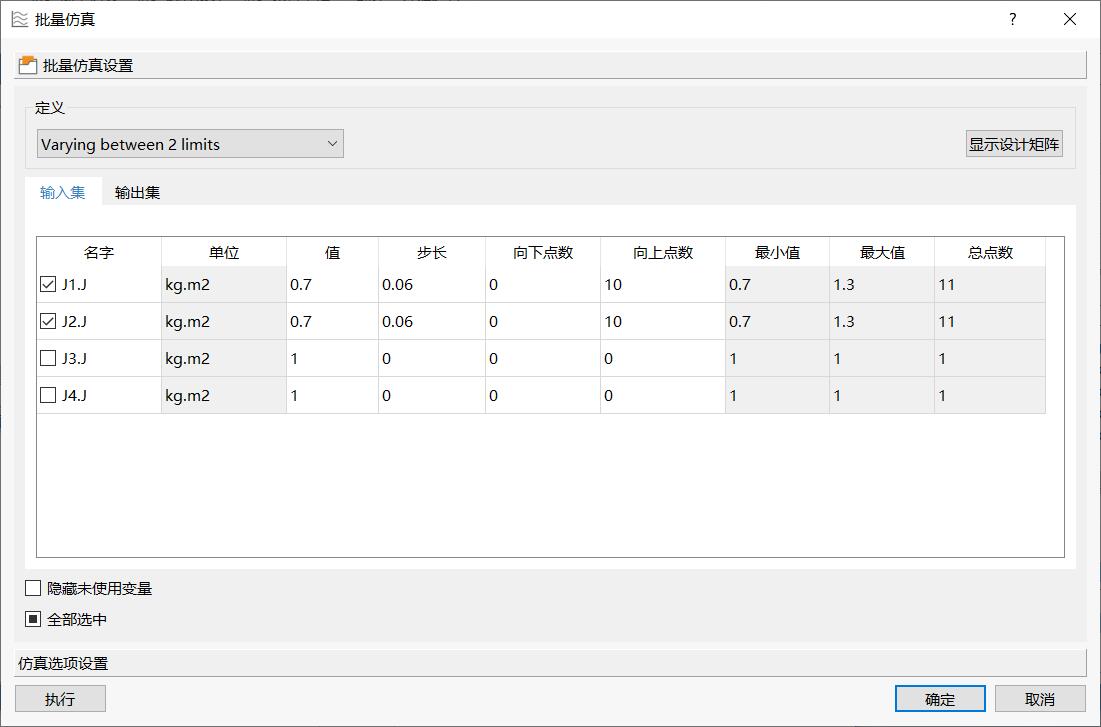 批量仿真
?
批量仿真设置
定义
Varying between 2 limits
显示设计矩阵
输入集 输出集
名字 单位 值 步长 向下点数 向上点数 最小值 最大值 总点数
J1.J kg.m2 0.7 0.06 0 10 0.7 1.3 11
J2.J kg.m2 0.7 0.06 0 10 0.7 1.3 11
J3.J kg.m2 1 0 0 0 1 1 1
J4.J kg.m2 1 0 0 0 1 1 1
隐藏未使用变量
全部选中
仿真选项设置
执行 确定 取消